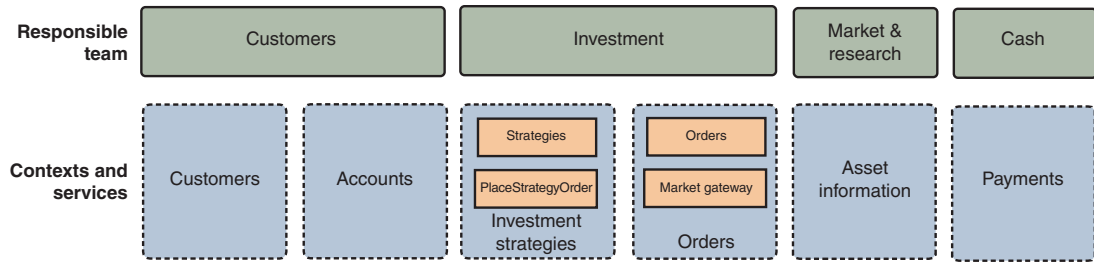 Responsible
team
Customers
Investment
Market &
research
Cash
Contexts and
services
Customers
Accounts
Strategies
PlaceStrategyOrder
Investment
strategies
Orders
Market gateway
Orders
Asset
information
Payments